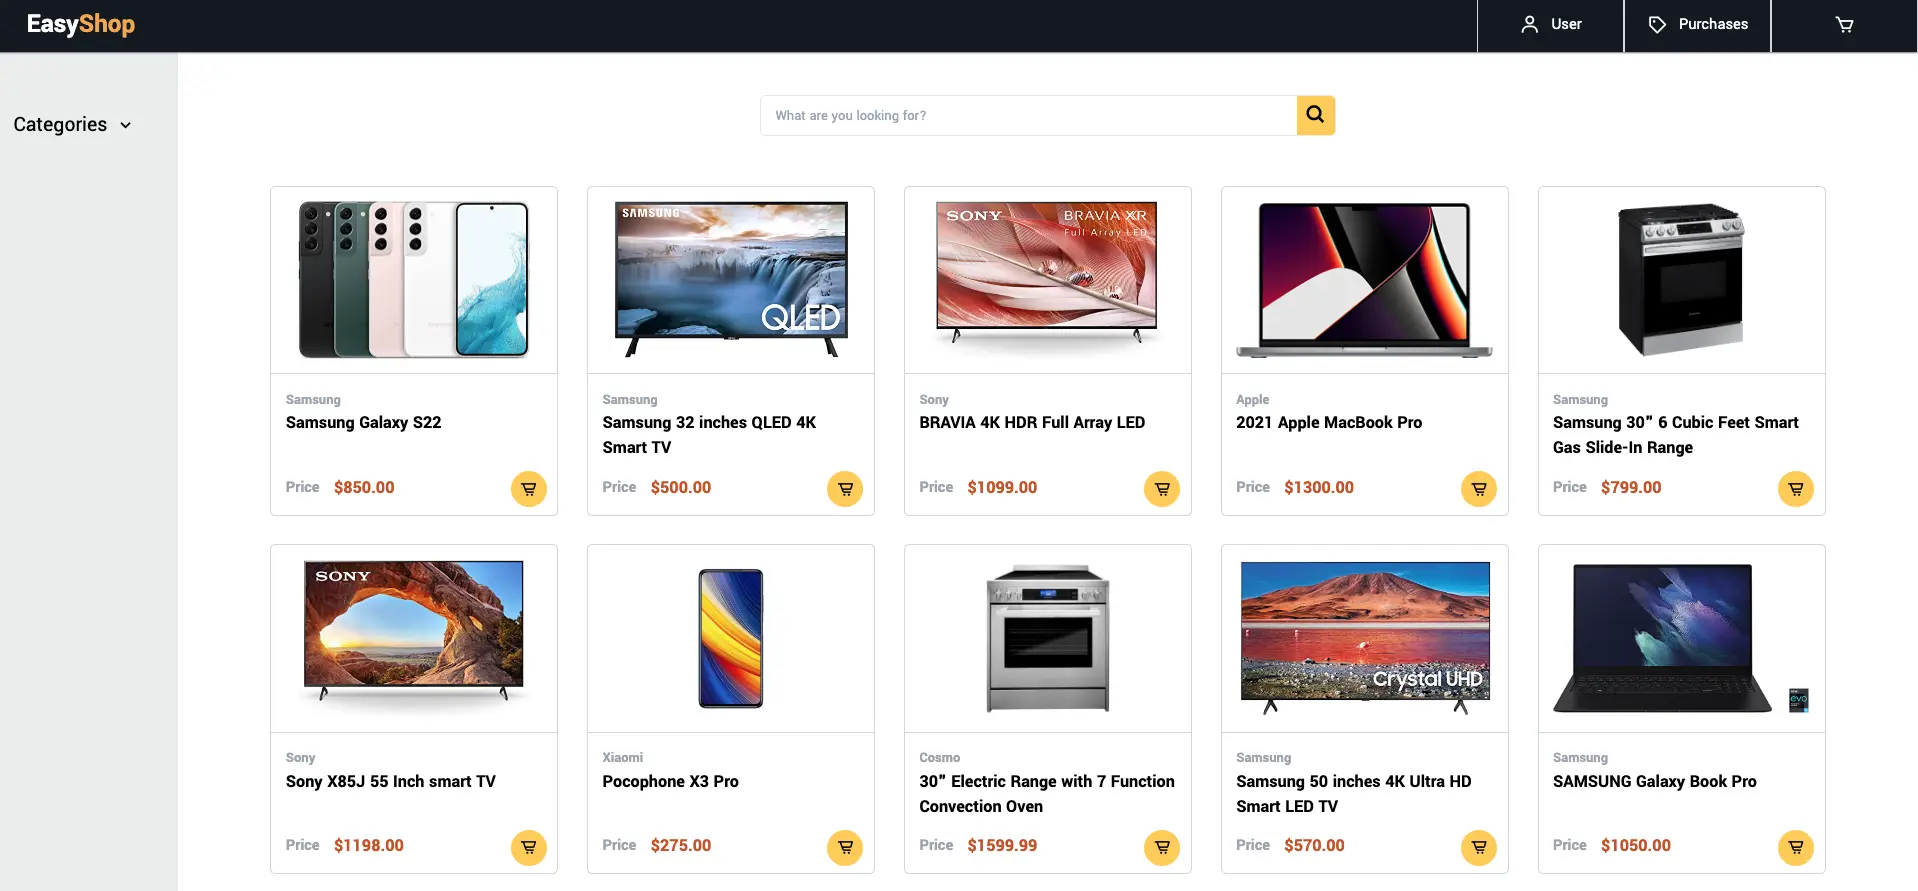 EasyShop
User
Purchases
Categories
What are you looking for?
SAMSUNG
QLED
SONY
BRAVIA XR
Full Array LED
Samsung
Samsung Galaxy S22
Price $850.00
Samsung
Samsung 32 inches QLED 4K
Smart TV
Price $500.00
Sony
BRAVIA 4K HDR Full Array LED
Price $1099.00
Apple
2021 Apple MacBook Pro
Price $1300.00
Samsung
Samsung 30" 6 Cubic Feet Smart
Gas Slide-In Range
Price $799.00
SONY
Crystal UHD
evo
Sony
Sony X85J 55 Inch smart TV
Price $1198.00
Xiaomi
Pocophone X3 Pro
Price $275.00
Cosmo
30" Electric Range with 7 Function
Convection Oven
Price $1599.99
Samsung
Samsung 50 inches 4K Ultra HD
Smart LED TV
Price $570.00
Samsung
SAMSUNG Galaxy Book Pro
Price $1050.00